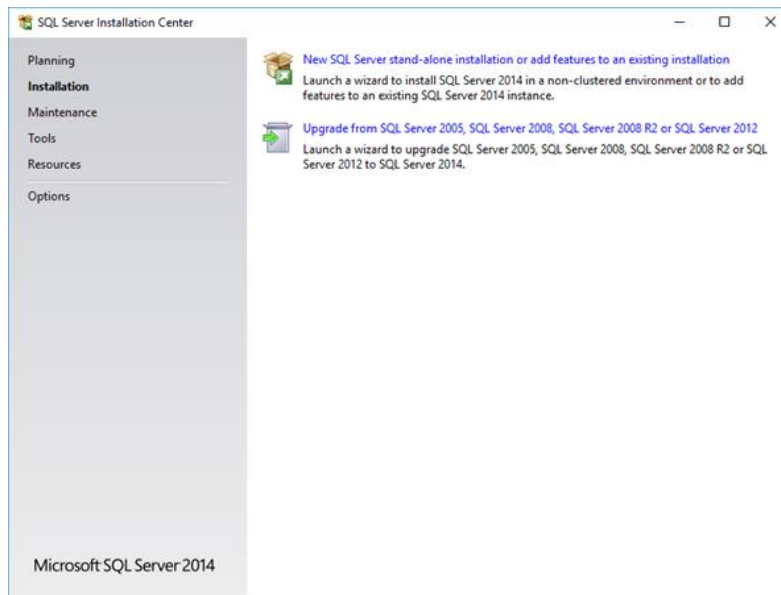 SQL Server Installation Center
Planning
Installation
Maintenance
Tools
Resources
Options
New SQL Server stand-alone installation or add features to an existing installation
Launch a wizard to install SQL Server 2014 in a non-clustered environment or to add
features to an existing SQL Server 2014 instance.
Upgrade from SQL Server 2005, SQL Server 2008, SQL Server 2008 R2 or SQL Server 2012
Launch a wizard to upgrade SQL Server 2005, SQL Server 2008, SQL Server 2008 R2 or SQL
Server 2012 to SQL Server 2014.
Microsoft SQL Server 2014